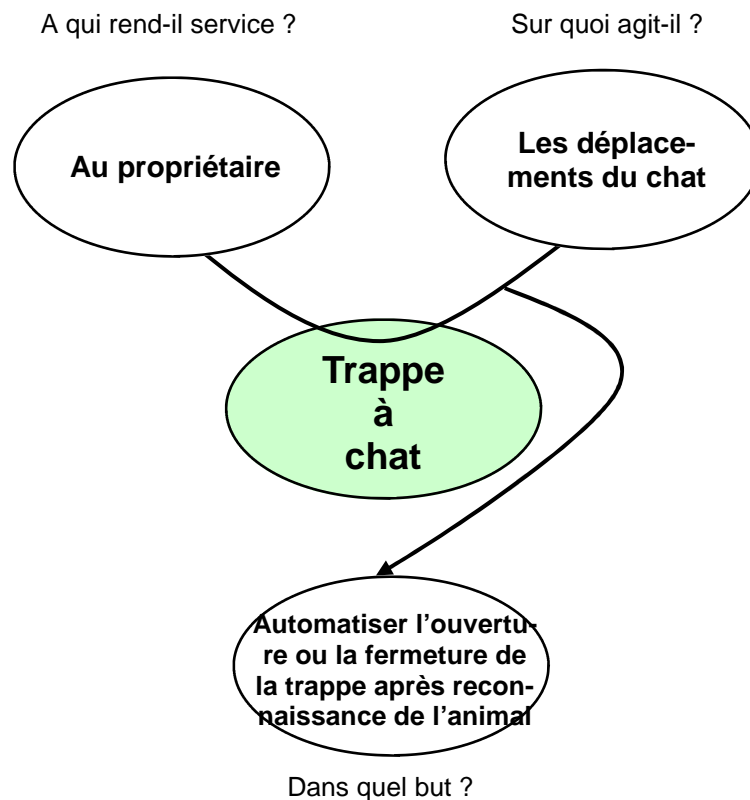 A qui rend-il service ?
Sur quoi agit-il ?
Au propriétaire
Les déplace-
ments du chat
Trappe
à
chat
Automatiser l'ouvertu-
re ou la fermeture de
la trappe après recon-
naissance de l'animal
Dans quel but ?